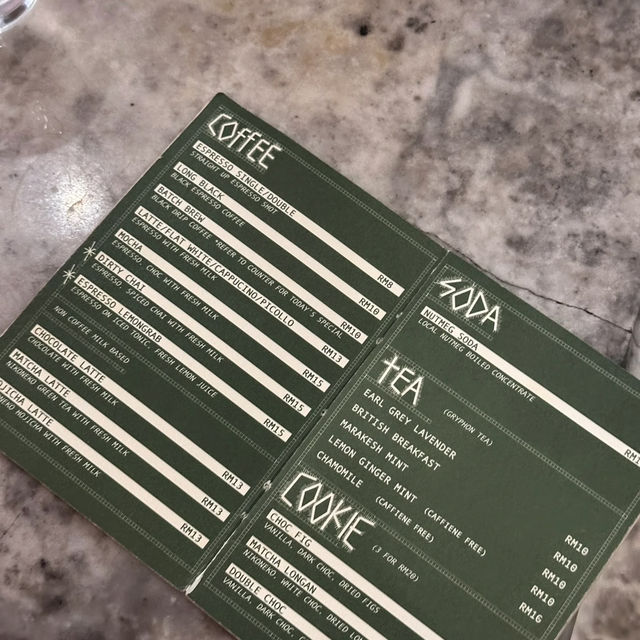 COFFEE
ESPRESSO SINGLE/DOUBLE RM8
STRAIGHT UP ESPRESSO SHOT
LONG BLACK RM10
BLACK ESPRESSO COFFEE
BATCH BREW RM10
BLACK DRIP COFFEE *REFER TO COUNTER FOR TODAY'S SPECIAL
LATTE/FLAT WHITE/CAPPUCINO/PICOLLO RM13
ESPRESSO WITH FRESH MILK
MOCHA RM15
ESPRESSO, CHOC WITH FRESH MILK
DIRTY CHAI RM15
ESPRESSO, SPICED CHAI WITH FRESH MILK
ESPRESSO LEMONGRAB RM15
ESPRESSO ON ICED TONIC, FRESH LEMON JUICE
NON COFFEE MILK BASED
CHOCOLATE LATTE RM13
CHOCOLATE WITH FRESH MILK
MATCHA LATTE RM13
NIKONEKO GREEN TEA WITH FRESH MILK
LATTE RM13
HOJICHA WITH FRESH MILK
SODA
NUTMEG SODA
LOCAL NUTMEG BOILED CONCENTRATE
TEA (GRYPHON TEA)
EARL GREY LAVENDER RM10
BRITISH BREAKFAST RM10
MARAKESH MINT RM10
LEMON GINGER MINT (CAFFIENE FREE) RM10
CHAMOMILE (CAFFIENE FREE) RM16
COOKIE (3 FOR RM20)
CHOC FIG
VANILLA, DARK CHOC, DRIED FIGS
MATCHA LONGAN
NIKONEKO, WHITE CHOC, DRIED
DOUBLE CHOC
VANILLA, DARK CHOC,